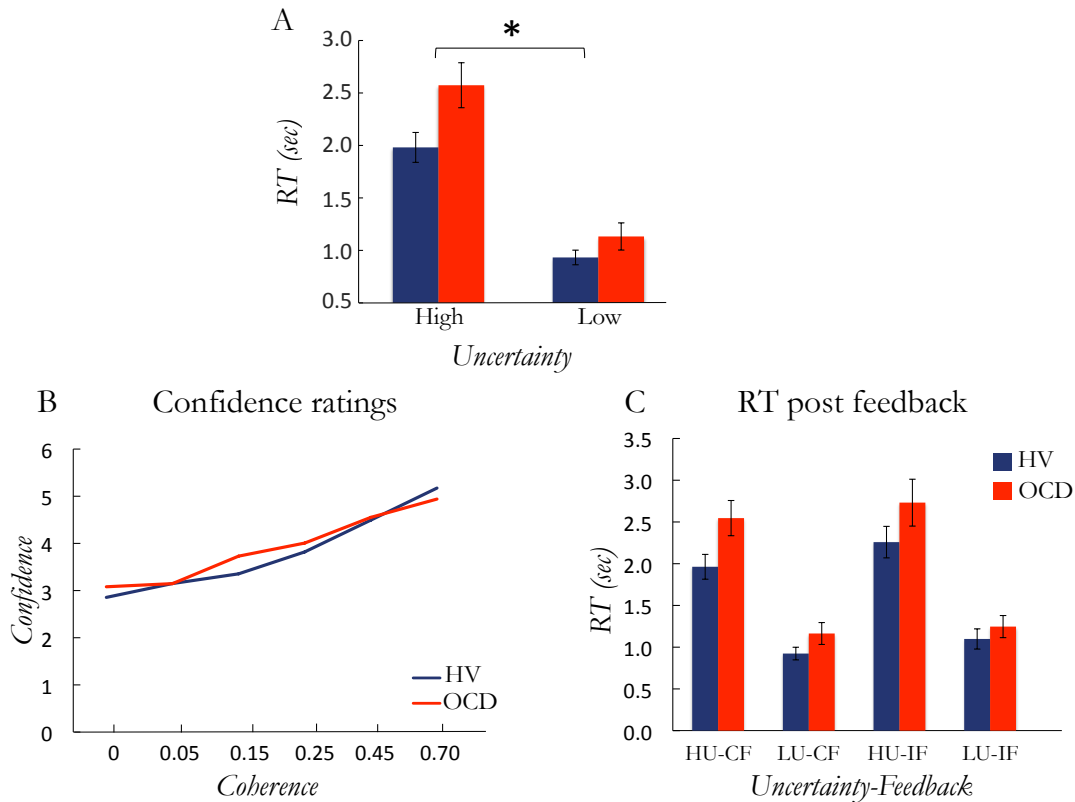 A
*
3.0
2.5
2.0
1.5
1.0
0.5
RT (sec)
High Low
Uncertainty
B Confidence ratings
6
5
4
3
2
1
0
Confidence
HV
OCD
0 0.05 0.15 0.25 0.45 0.70
Coherence
C RT post feedback
3.5
3.0
2.5
2.0
1.5
1.0
0.5
0.0
RT (sec)
HV
OCD
HU-CF LU-CF HU-IF LU-IF
Uncertainty-Feedback